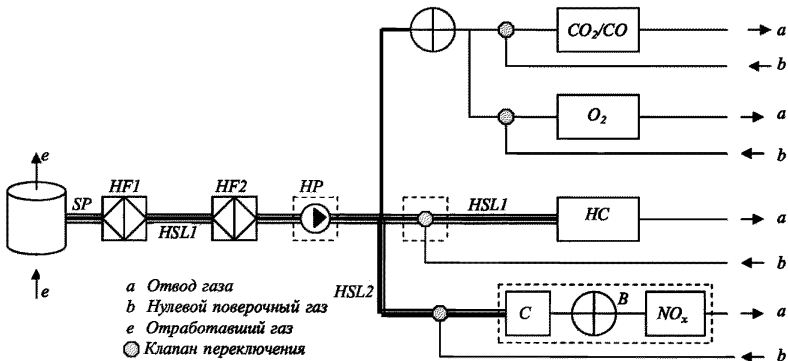 CO₂/CO
a
b
O₂
a
b
e
SP
HF1
HSL1
HF2
HP
HSL1
HC
a
b
HSL2
C
B
NOₓ
a
b
e
a Отвод газа
b Нулевой поверочный газ
e Отработавший газ
Клапан переключения